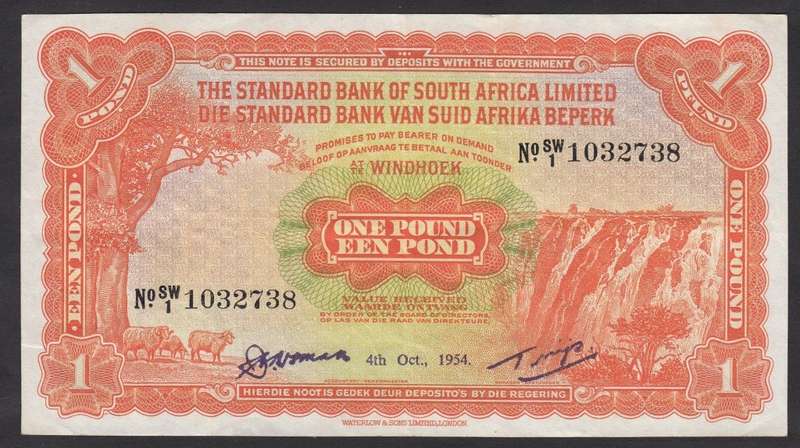 THIS NOTE IS SECURED BY DEPOSITS WITH THE GOVERNMENT
1 POND
1 POUND
THE STANDARD BANK OF SOUTH AFRICA LIMITED
DIE STANDARD BANK VAN SUID AFRIKA BEPERK
PROMISES TO PAY BEARER ON DEMAND
BELOOF OP AANVRAAG TE BETAAL AAN TOONDER
AT/TE WINDHOEK
No. SW/1 1032738
ONE POUND
EEN POND
EEN POND
ONE POUND
No. SW/1 1032738
VALUE RECEIVED
WAARDE ONTVANG
BY ORDER OF THE BOARD OF DIRECTORS,
OP LAS VAN DIE RAAD VAN DIREKTEURE,
4th Oct., 1954.
1
1
HIERDIE NOOT IS GEDEK DEUR DEPOSITO'S BY DIE REGERING
WATERLOW & SONS LIMITED, LONDON.